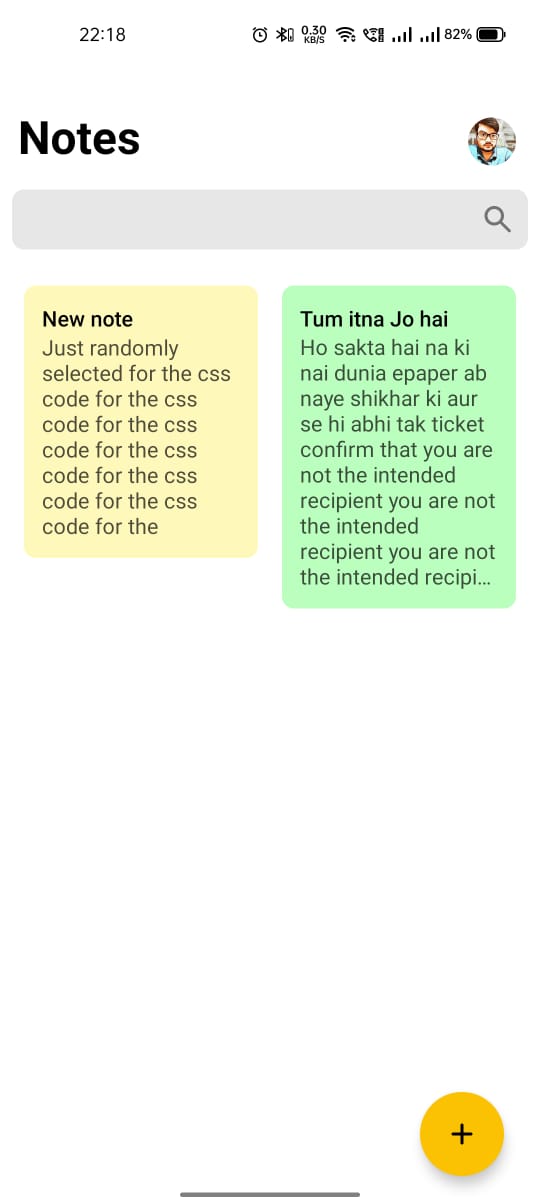 22:18
0.30
KB/S
82%
Notes
New note
Just randomly
selected for the css
code for the css
code for the css
code for the css
code for the css
code for the css
code for the
Tum itna Jo hai
Ho sakta hai na ki
nai dunia epaper ab
naye shikhar ki aur
se hi abhi tak ticket
confirm that you are
not the intended
recipient you are not
the intended
recipient you are not
the intended recipi...